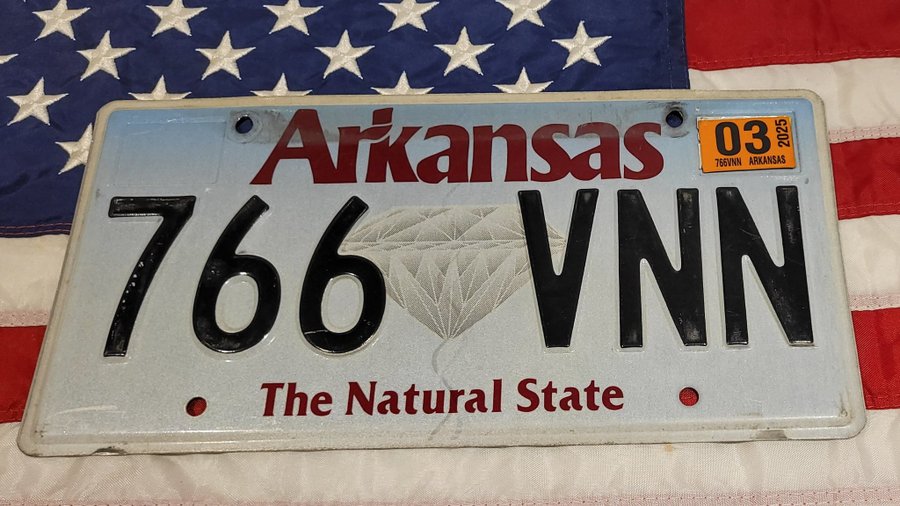 Arkansas
03
2025
766VNN ARKANSAS
766 VNN
The Natural State